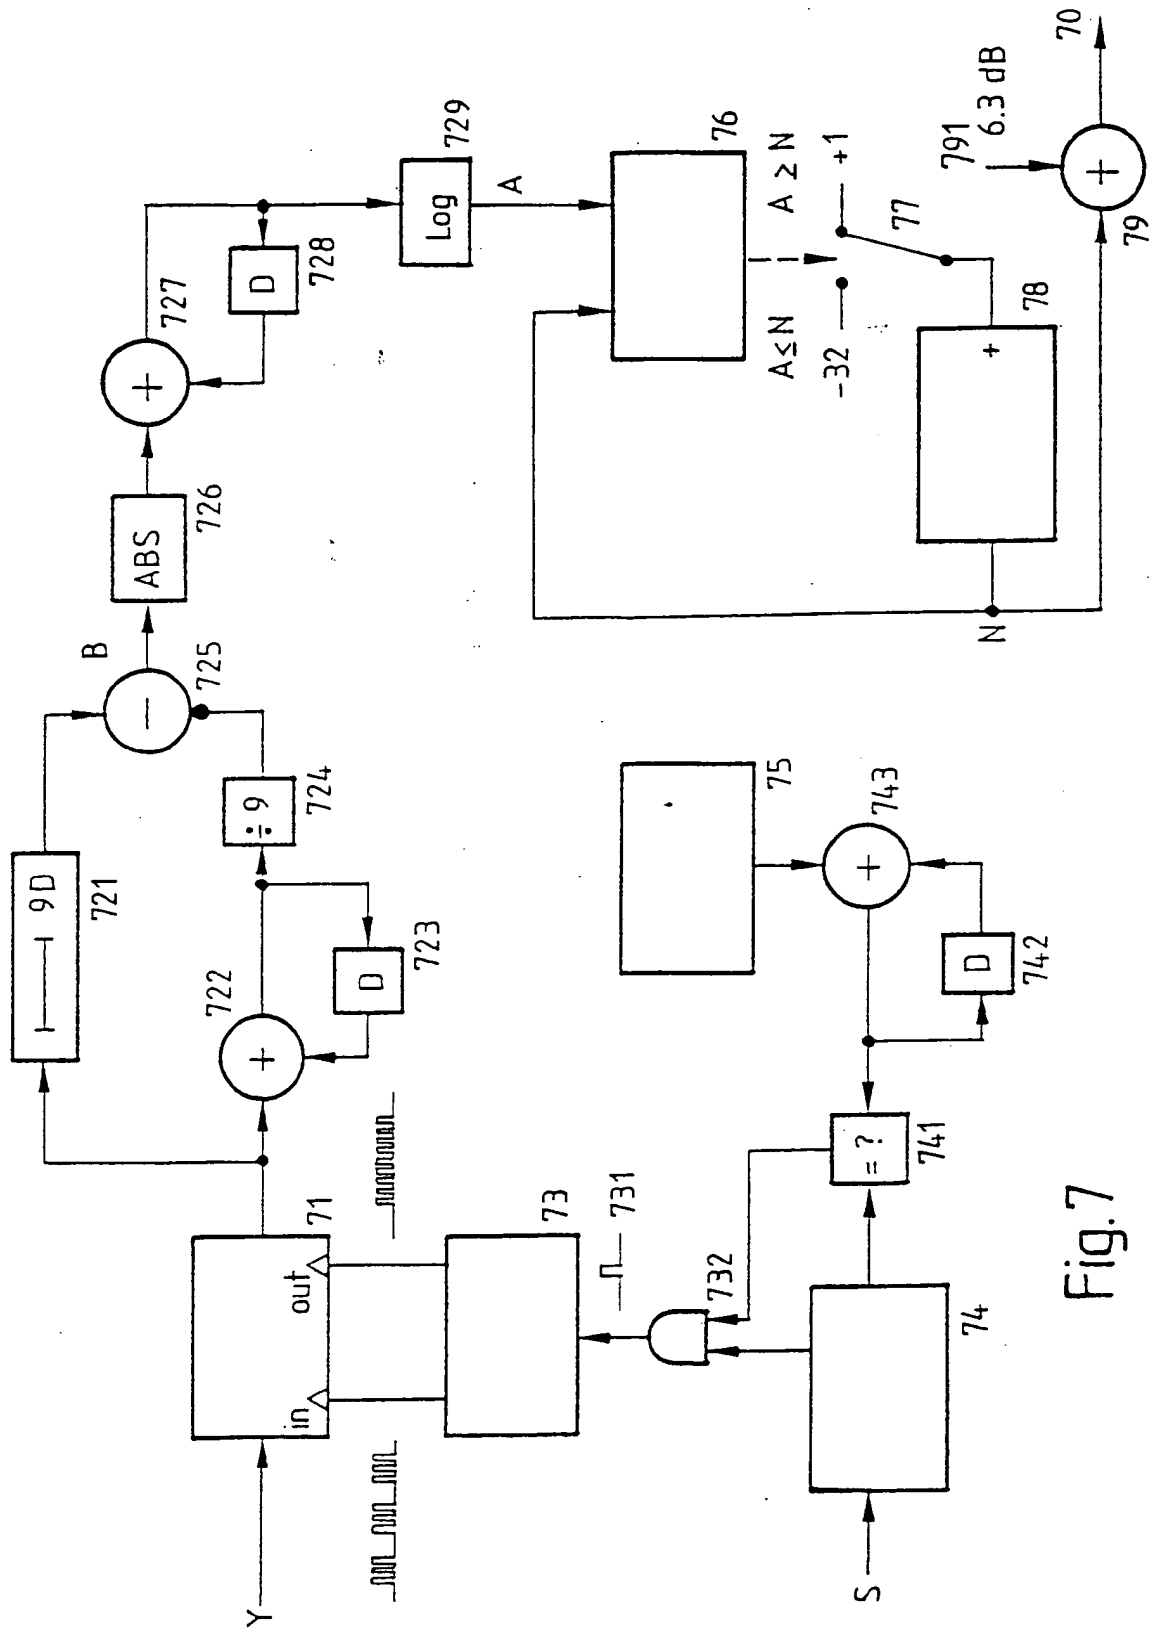 9D
721
B
725
ABS
726
+
727
D
728
Log
729
A
722
+
D
723
÷ 9
724
−
Y
in
out
71
73
731
732
74
S
= ?
741
D
742
+
743
75
76
A≤N
A ≥ N
-32
+1
77
78
+
N
79
+
791
6.3 dB
70
Fig.7